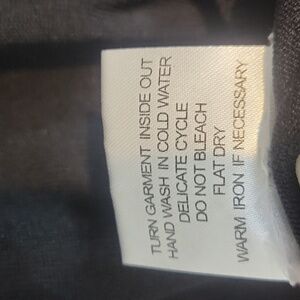 TURN GARMENT INSIDE OUT
HAND WASH IN COLD WATER
DELICATE CYCLE
DO NOT BLEACH
FLAT DRY
WARM IRON IF NECESSARY